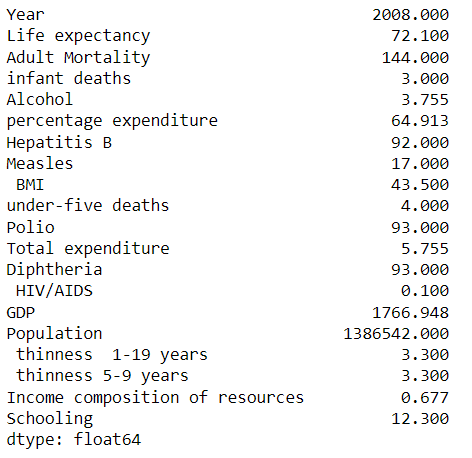 Year 2008.000
Life expectancy 72.100
Adult Mortality 144.000
infant deaths 3.000
Alcohol 3.755
percentage expenditure 64.913
Hepatitis B 92.000
Measles 17.000
 BMI 43.500
under-five deaths 4.000
Polio 93.000
Total expenditure 5.755
Diphtheria 93.000
 HIV/AIDS 0.100
GDP 1766.948
Population 1386542.000
 thinness  1-19 years 3.300
 thinness 5-9 years 3.300
Income composition of resources 0.677
Schooling 12.300
dtype: float64